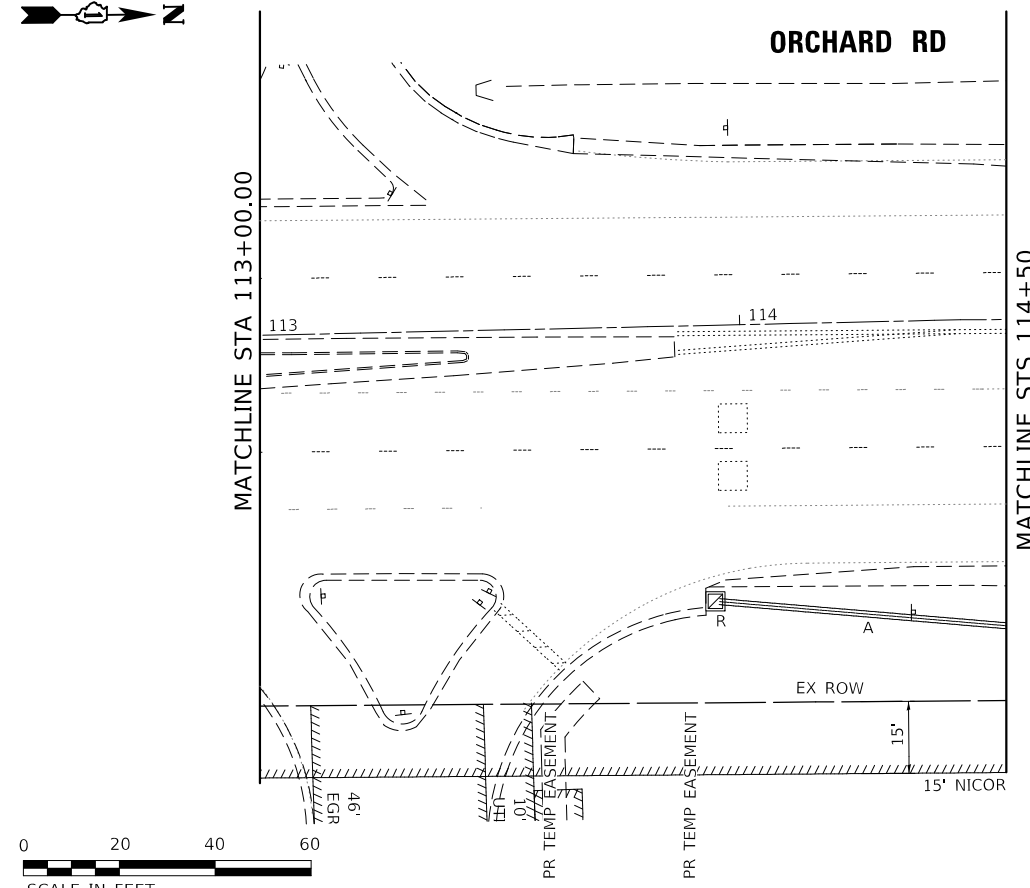 N
ORCHARD RD
MATCHLINE STA 113+00.00
113
114
MATCHLINE STS 114+50
R
A
EX ROW
15'
15' NICOR
46'
EGR
10'
PR TEMP EASEMENT
PR TEMP EASEMENT
0 20 40 60
SCALE IN FEET